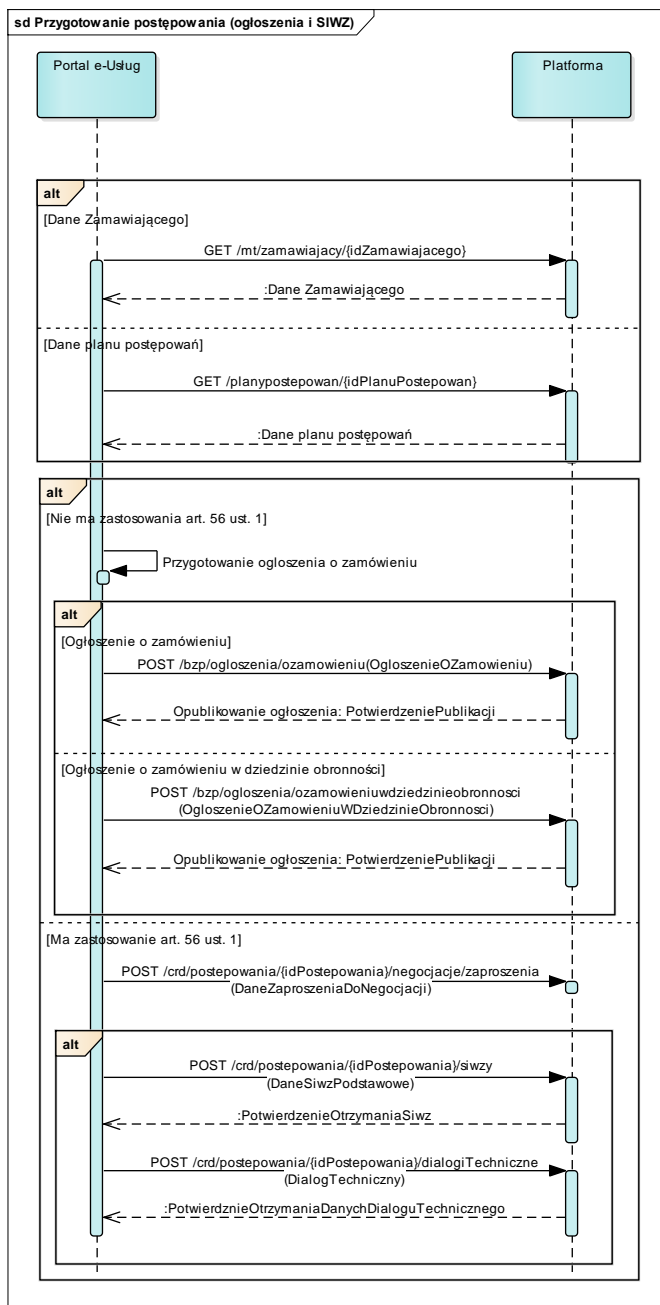 sd Przygotowanie postępowania (ogłoszenia i SIWZ)
Portal e-Usług
Platforma
alt
[Dane Zamawiającego]
GET /mt/zamawiajacy/{idZamawiajacego}
:Dane Zamawiającego
[Dane planu postępowań]
GET /planypostepowan/{idPlanuPostepowan}
:Dane planu postępowań
alt
[Nie ma zastosowania art. 56 ust. 1]
Przygotowanie ogloszenia o zamówieniu
alt
[Ogłoszenie o zamówieniu]
POST /bzp/ogloszenia/ozamowieniu(OgloszenieOZamowieniu)
Opublikowanie ogłoszenia: PotwierdzeniePublikacji
[Ogłoszenie o zamówieniu w dziedzinie obronności]
POST /bzp/ogloszenia/ozamowieniuwdziedzinieobronnosci
(OgloszenieOZamowieniuWDziedzinieObronnosci)
Opublikowanie ogłoszenia: PotwierdzeniePublikacji
[Ma zastosowanie art. 56 ust. 1]
POST /crd/postepowania/{idPostepowania}/negocjacje/zaproszenia
(DaneZaproszeniaDoNegocjacji)
alt
POST /crd/postepowania/{idPostepowania}/siwzy
(DaneSiwzPodstawowe)
:PotwierdzenieOtrzymaniaSiwz
POST /crd/postepowania/{idPostepowania}/dialogiTechniczne
(DialogTechniczny)
:PotwierdznieOtrzymaniaDanychDialoguTechnicznego